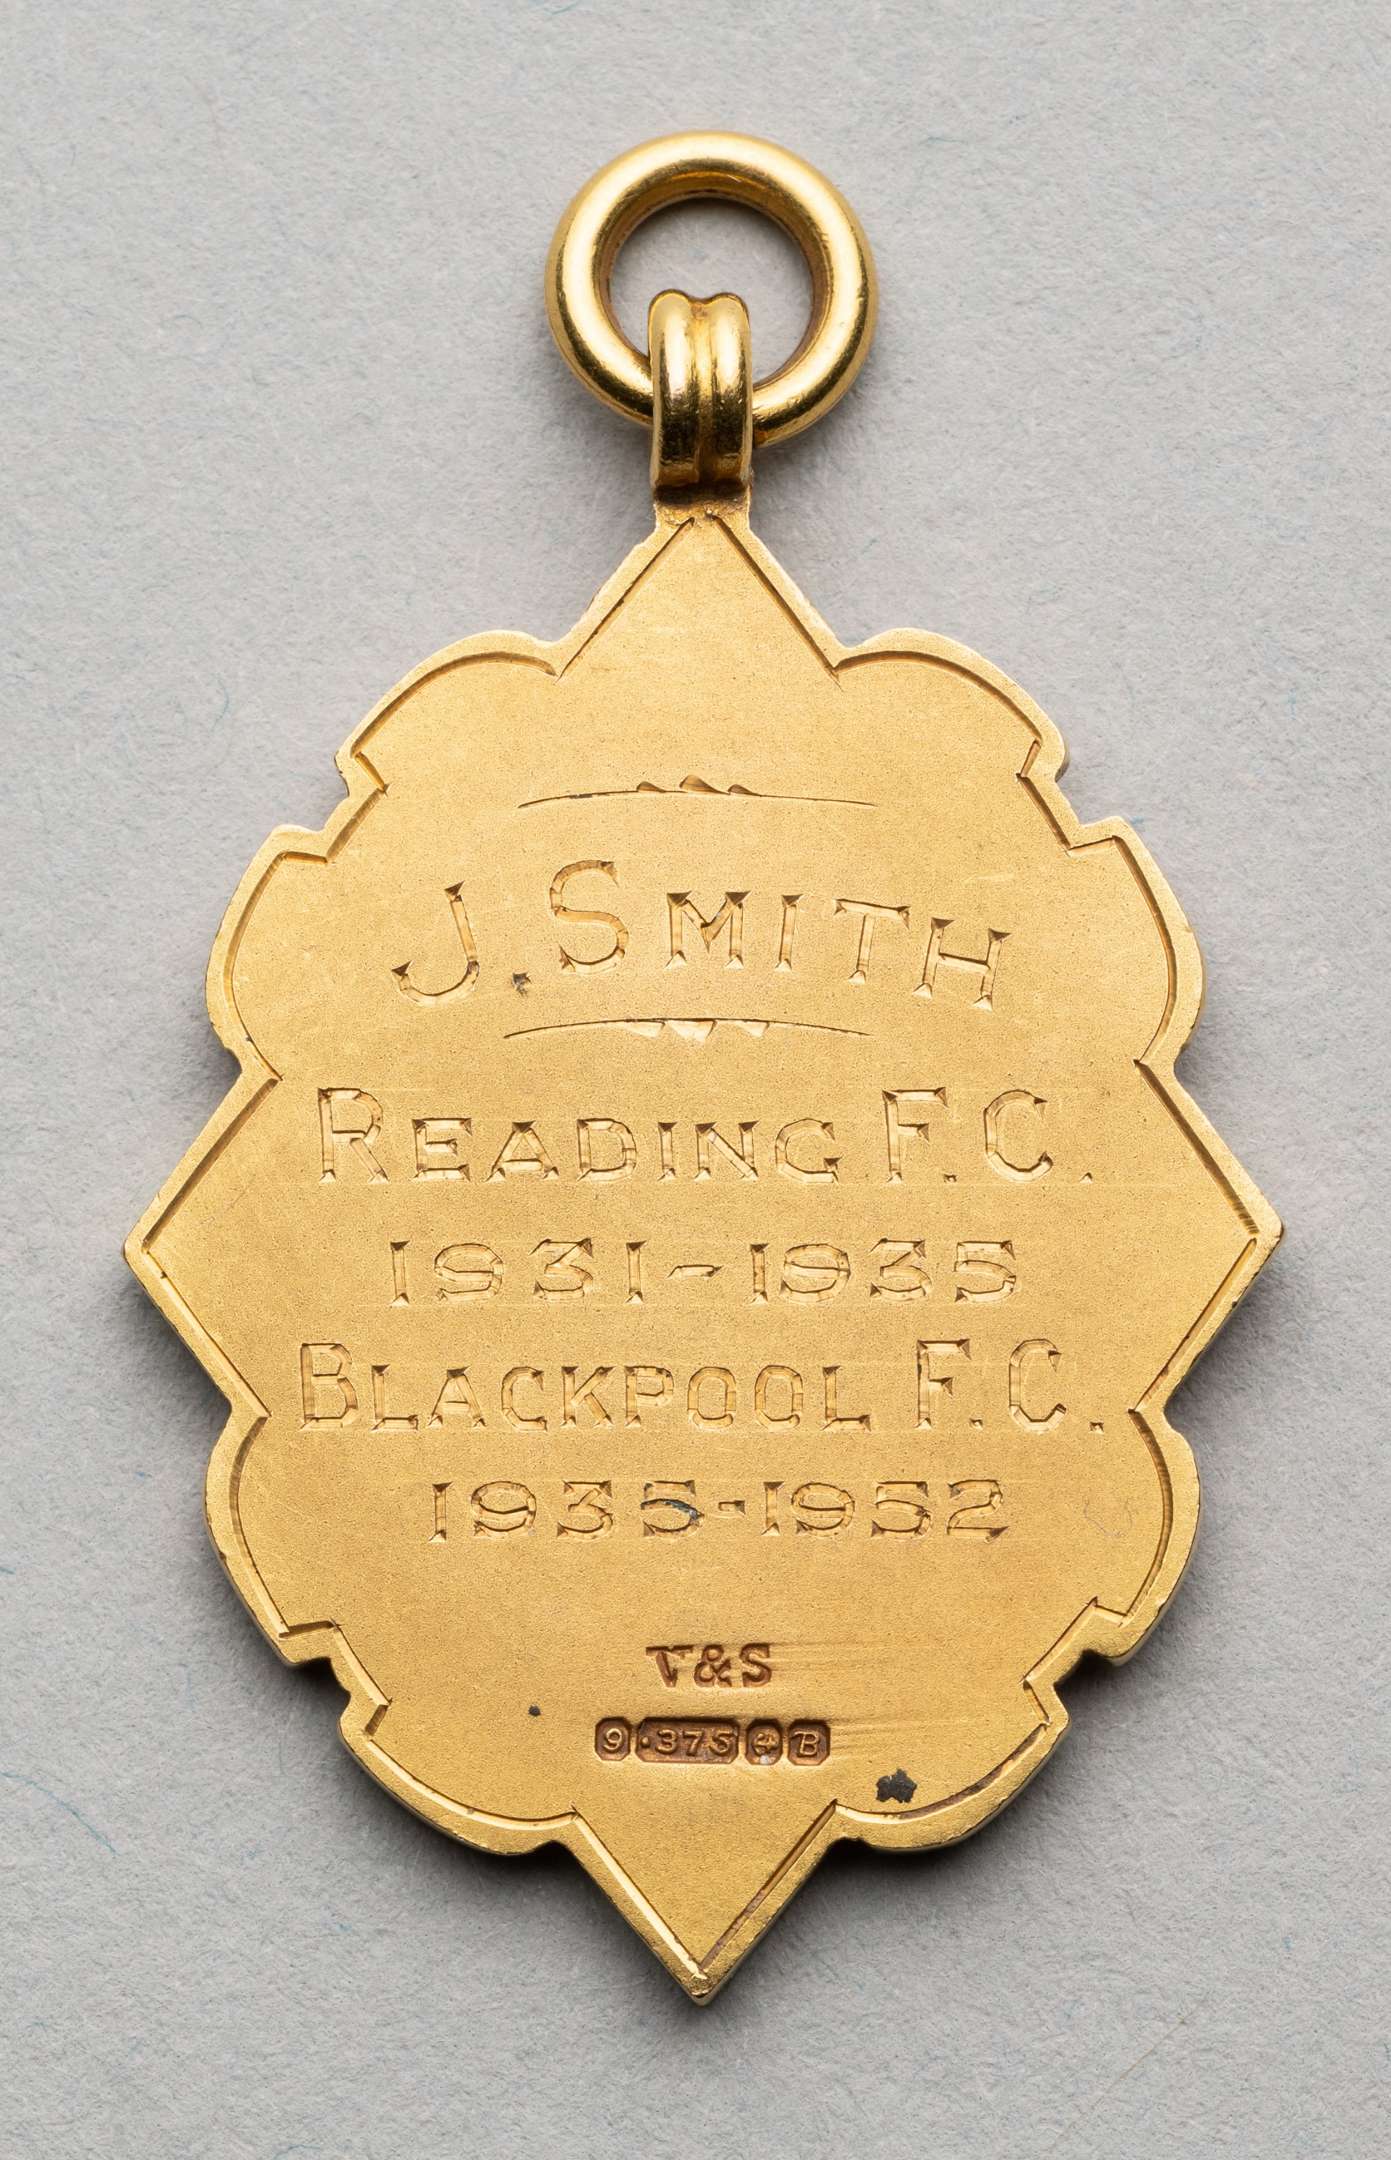 J. SMITH
READING F.C.
1931-1935
BLACKPOOL F.C.
1935-1952
V&S
9 .375 B